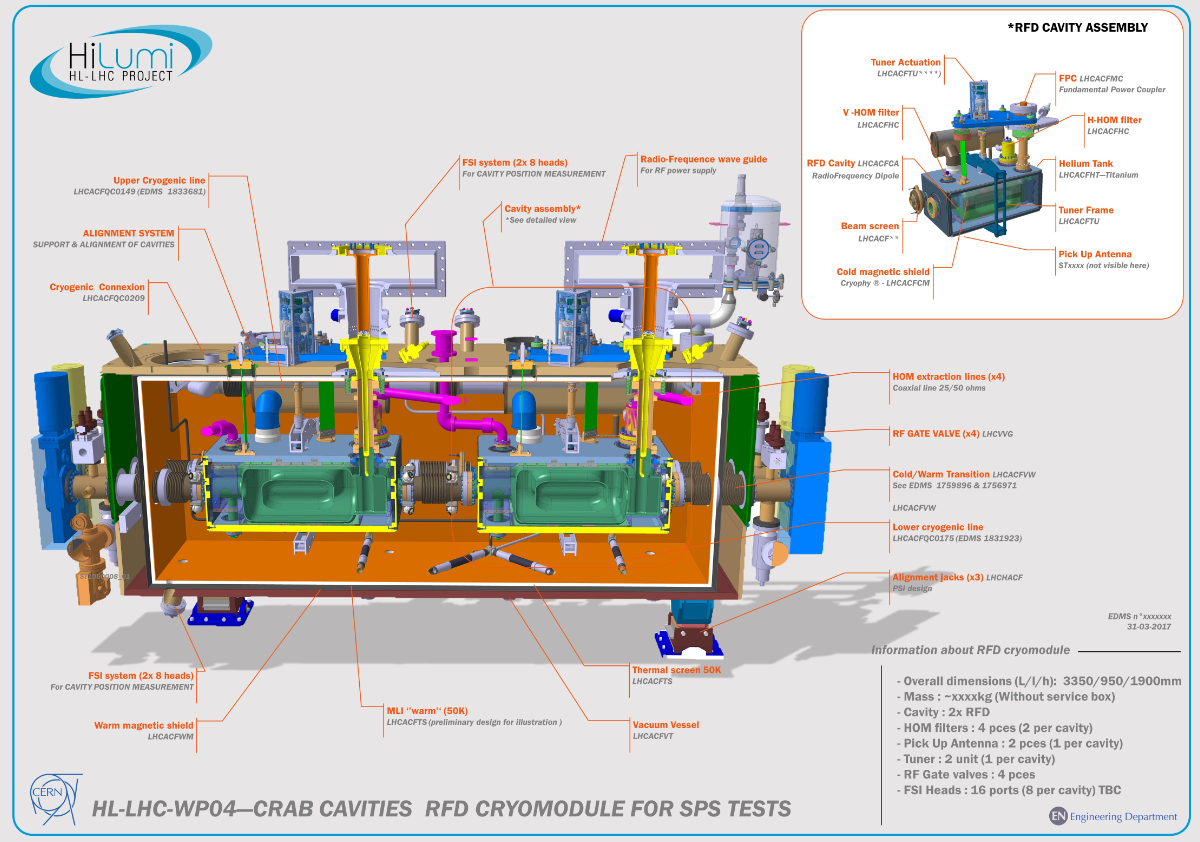 HiLumi
HL-LHC PROJECT
*RFD CAVITY ASSEMBLY
Tuner Actuation
LHCACFTU****)
FPC LHCACFMC
Fundamental Power Coupler
V -HOM filter
LHCACFHC
H-HOM filter
LHCACFHC
RFD Cavity LHCACFCA
RadioFrequency Dipole
Helium Tank
LHCACFHT—Titanium
Tuner Frame
LHCACFTU
Beam screen
LHCACF**
Pick Up Antenna
STxxxx (not visible here)
Cold magnetic shield
Cryophy ® - LHCACFCM
FSI system (2x 8 heads)
For CAVITY POSITION MEASUREMENT
Radio-Frequence wave guide
For RF power supply
Upper Cryogenic line
LHCACFQC0149 (EDMS 1833681)
Cavity assembly*
*See detailed view
ALIGNMENT SYSTEM
SUPPORT & ALIGNMENT OF CAVITIES
Cryogenic Connexion
LHCACFQC0209
HOM extraction lines (x4)
Coaxial line 25/50 ohms
RF GATE VALVE (x4) LHCVVG
Cold/Warm Transition LHCACFVW
See EDMS 1759896 & 1756971
LHCACFVW
Lower cryogenic line
LHCACFQC0175 (EDMS 1831923)
Alignment jacks (x3) LHCHACF
PSI design
EDMS n°xxxxxxx
31-03-2017
Information about RFD cryomodule
- Overall dimensions (L/l/h): 3350/950/1900mm
- Mass : ~xxxxkg (Without service box)
- Cavity : 2x RFD
- HOM filters : 4 pces (2 per cavity)
- Pick Up Antenna : 2 pces (1 per cavity)
- Tuner : 2 unit (1 per cavity)
- RF Gate valves : 4 pces
- FSI Heads : 16 ports (8 per cavity) TBC
FSI system (2x 8 heads)
For CAVITY POSITION MEASUREMENT
Thermal screen 50K
LHCACFTS
Warm magnetic shield
LHCACFWM
MLI ‘‘warm’‘ (50K)
LHCACFTS (preliminary design for illustration )
Vacuum Vessel
LHCACFVT
CERN
HL-LHC-WP04—CRAB CAVITIES RFD CRYOMODULE FOR SPS TESTS
EN Engineering Department